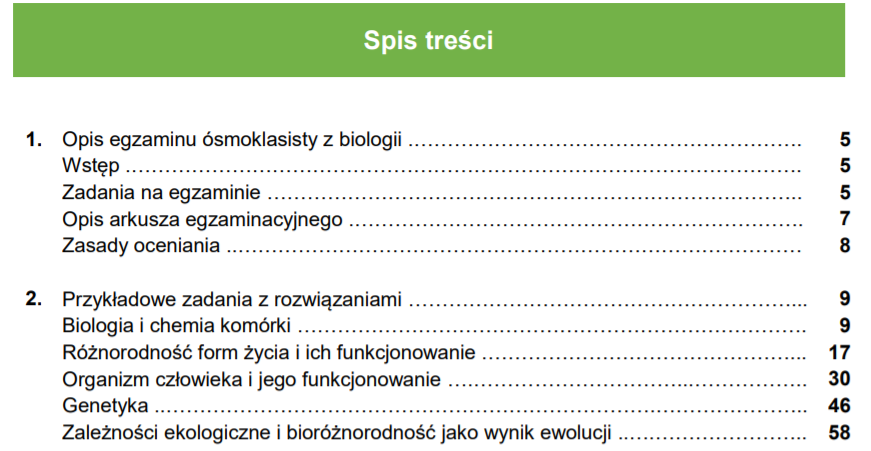 Spis treści
1. Opis egzaminu ósmoklasisty z biologii ........................................................... 5
Wstęp ........................................................................................................ 5
Zadania na egzaminie ................................................................................. 5
Opis arkusza egzaminacyjnego ..................................................................... 7
Zasady oceniania ....................................................................................... 8
2. Przykładowe zadania z rozwiązaniami ............................................................ 9
Biologia i chemia komórki ............................................................................ 9
Różnorodność form życia i ich funkcjonowanie ................................................ 17
Organizm człowieka i jego funkcjonowanie ...................................................... 30
Genetyka .................................................................................................. 46
Zależności ekologiczne i bioróżnorodność jako wynik ewolucji ............................ 58